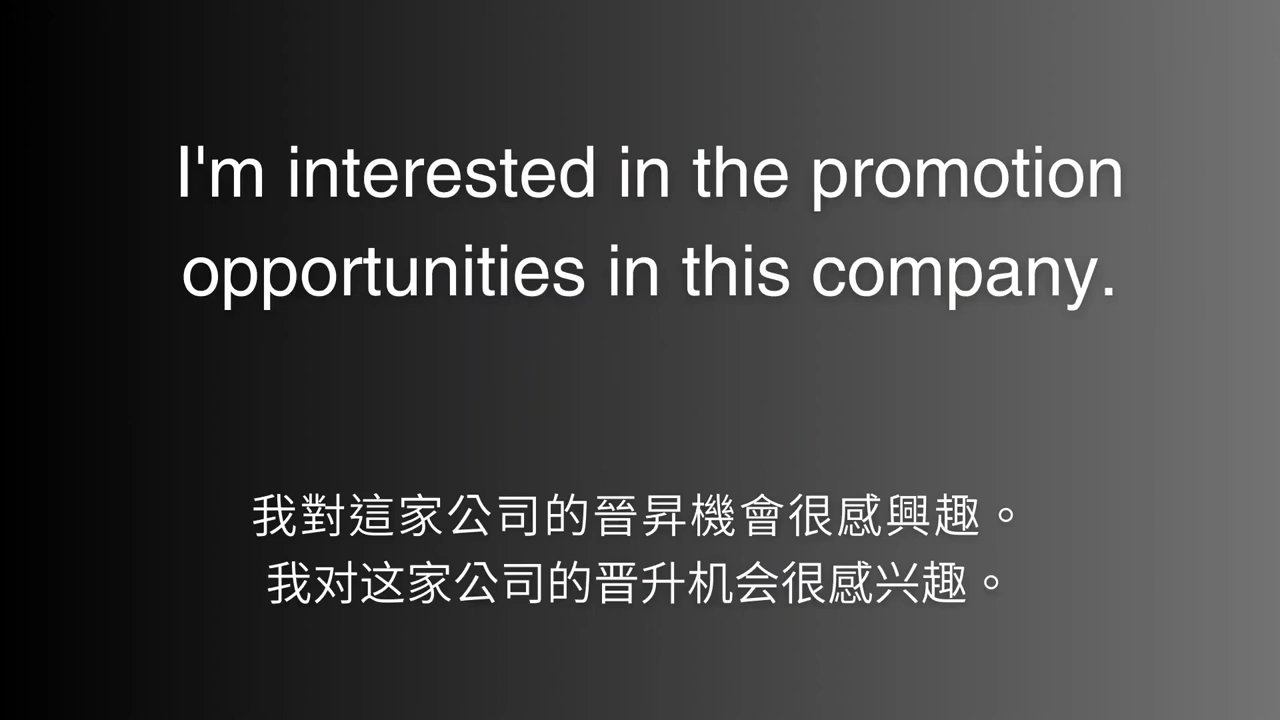 I'm interested in the promotion
opportunities in this company.
我對這家公司的晉昇機會很感興趣。
我对这家公司的晋升机会很感兴趣。